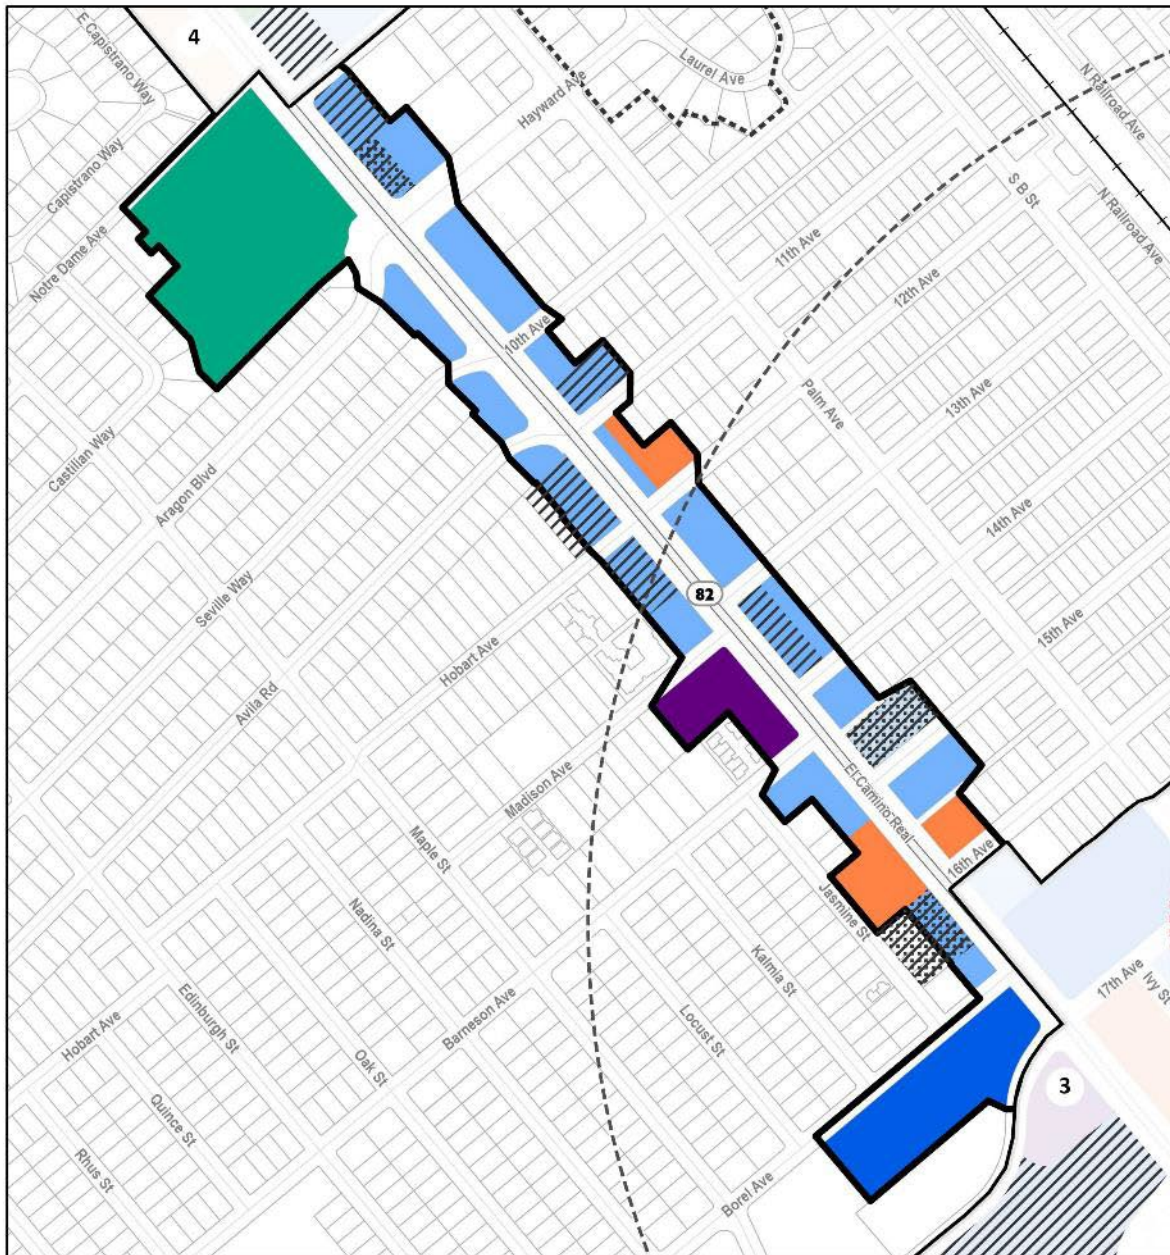 4
E Capistrano Way
Laurel Ave
N Railroad Ave
Hayward Ave
Capistrano Way
S B St
N Railroad Ave
Notre Dame Ave
11th Ave
12th Ave
10th Ave
Palm Ave
13th Ave
Castilian Way
Aragon Blvd
14th Ave
Seville Way
82
15th Ave
Hobart Ave
Avila Rd
Madison Ave
El Camino Real
Maple St
16th Ave
Jasmine St
Nadina St
Kalmia St
17th Ave
Ivy St
Edinburgh St
Barneson Ave
Locust St
Hobart Ave
Oak St
3
Quince St
Rhus St
Borel Ave